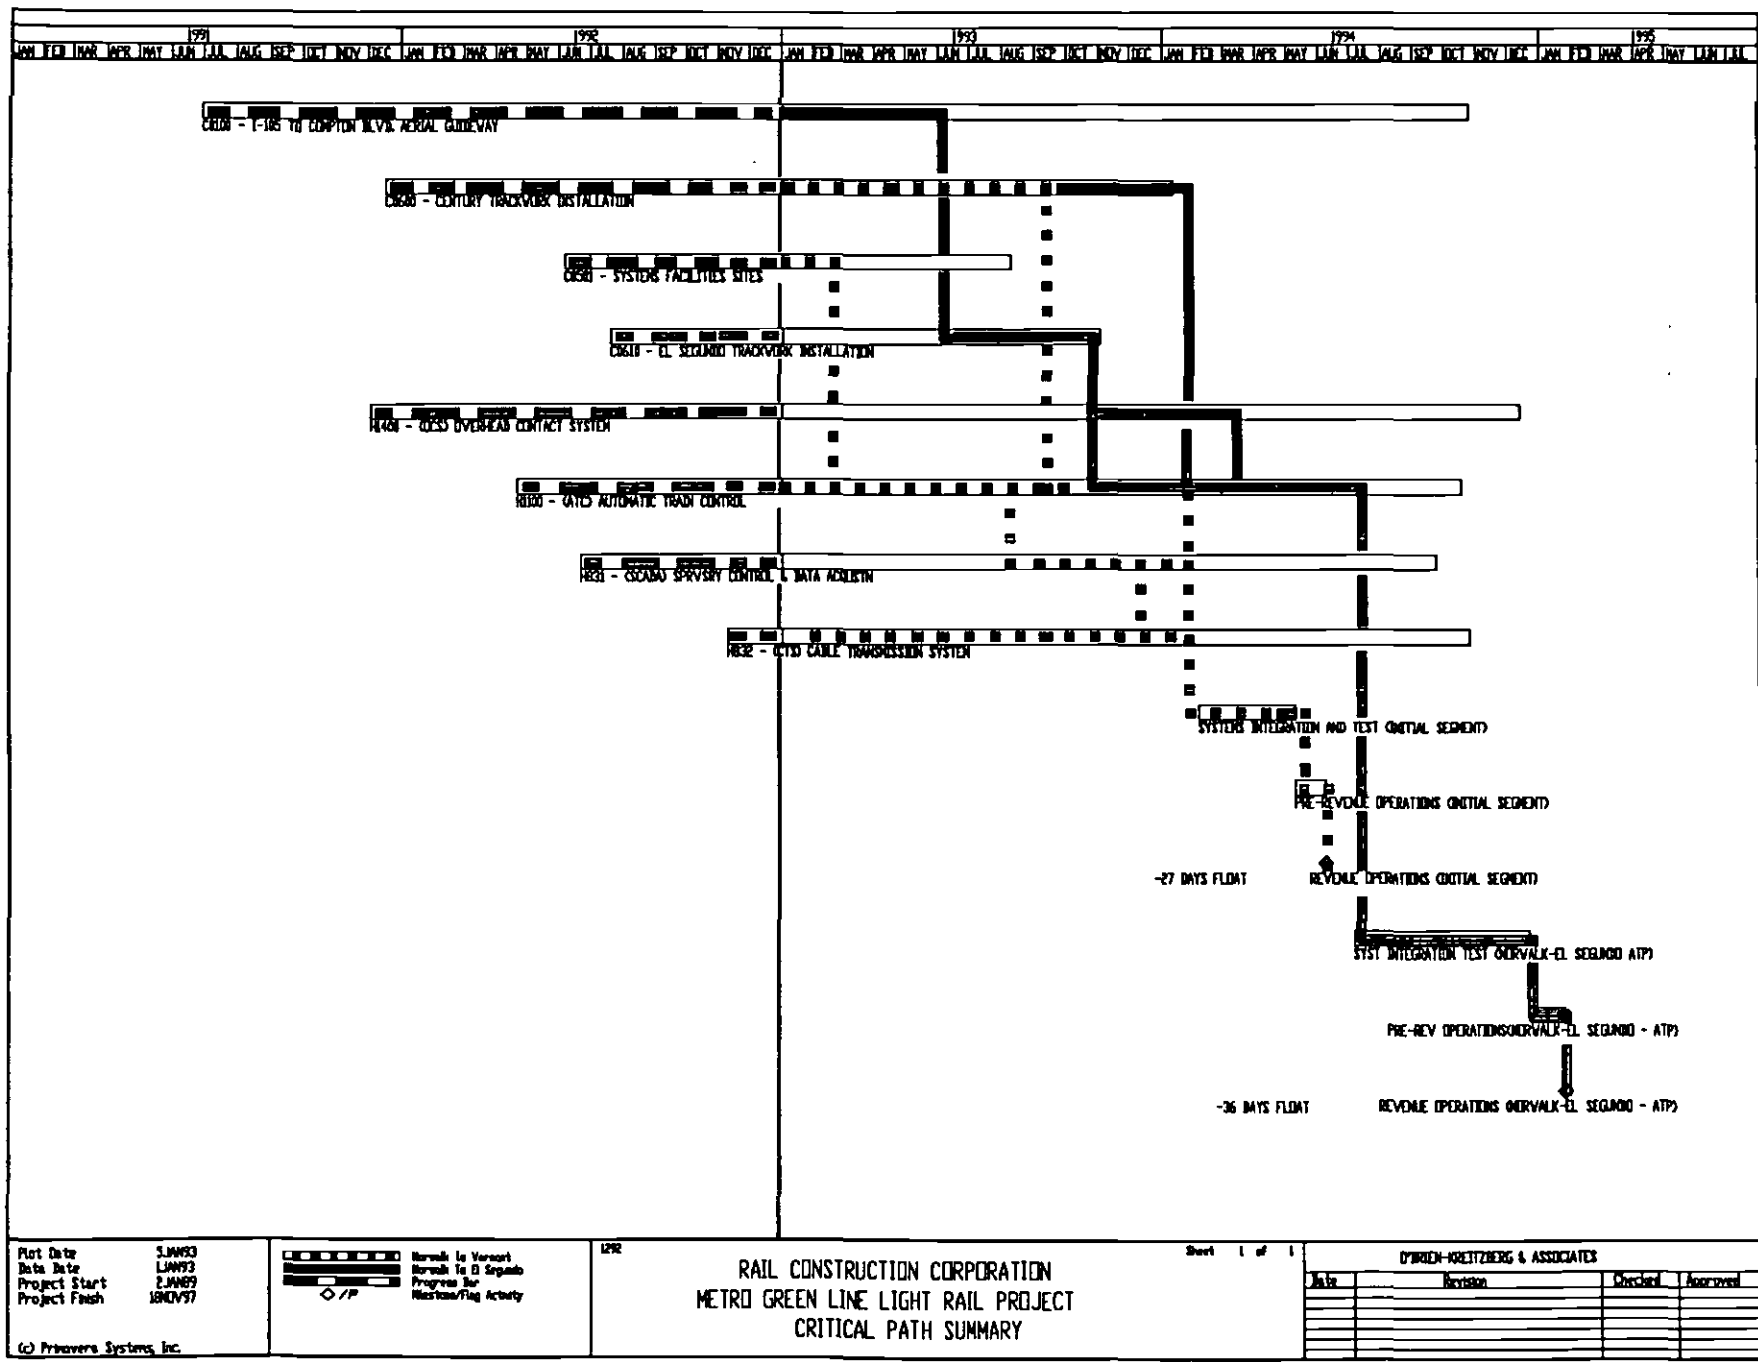 1991 1992 1993 1994 1995
JAN FEB MAR APR MAY JUN JUL AUG SEP OCT NOV DEC JAN FEB MAR APR MAY JUN JUL AUG SEP OCT NOV DEC JAN FEB MAR APR MAY JUN JUL AUG SEP OCT NOV DEC JAN FEB MAR APR MAY JUN JUL AUG SEP OCT NOV DEC JAN FEB MAR APR MAY JUN JUL
C0100 - I-105 TO COMPTON BLVD. AERIAL GUIDEWAY
C0600 - CENTURY TRACKWORK INSTALLATION
- SYSTEMS FACILITIES SITES
C0610 - EL SEGUNDO TRACKWORK INSTALLATION
H1400 - (OCS) OVERHEAD CONTACT SYSTEM
H1100 - (ATC) AUTOMATIC TRAIN CONTROL
- (SCADA) SPRVSRY CONTROL & DATA ACQUISTN
- (CTS) CABLE TRANSMISSION SYSTEM
SYSTEMS INTEGRATION AND TEST (INITIAL SEGMENT)
PRE-REVENUE OPERATIONS (INITIAL SEGMENT)
-27 DAYS FLOAT REVENUE OPERATIONS (INITIAL SEGMENT)
SYST INTEGRATION TEST (NORWALK-EL SEGUNDO ATP)
PRE-REV OPERATIONS(NORWALK-EL SEGUNDO - ATP)
-36 DAYS FLOAT REVENUE OPERATIONS (NORWALK-EL SEGUNDO - ATP)
Plot Date 5JAN93
Data Date 1JAN93
Project Start 2JAN89
Project Finish 18NOV97
(c) Primavera Systems, Inc.
Norwalk to Vermont
Norwalk to El Segundo
Progress Bar
/P Milestone/Flag Activity
1292
RAIL CONSTRUCTION CORPORATION
METRO GREEN LINE LIGHT RAIL PROJECT
CRITICAL PATH SUMMARY
Sheet 1 of 1
O'BRIEN-KREITZBERG & ASSOCIATES
Date Revision Checked Approved